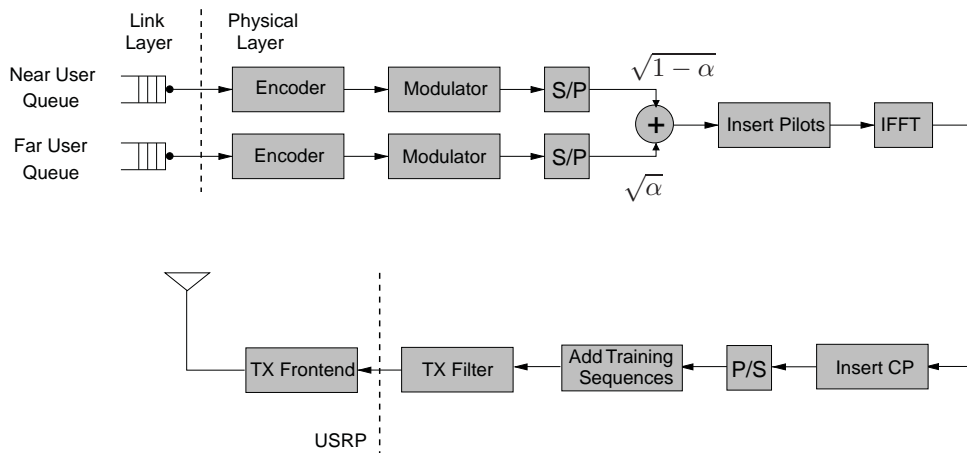 Link
Layer
Physical
Layer
Near User
Queue
Encoder
Modulator
S/P
√1 − α
Far User
Queue
Encoder
Modulator
S/P
√α
+
Insert Pilots
IFFT
TX Frontend
TX Filter
Add Training
Sequences
P/S
Insert CP
USRP